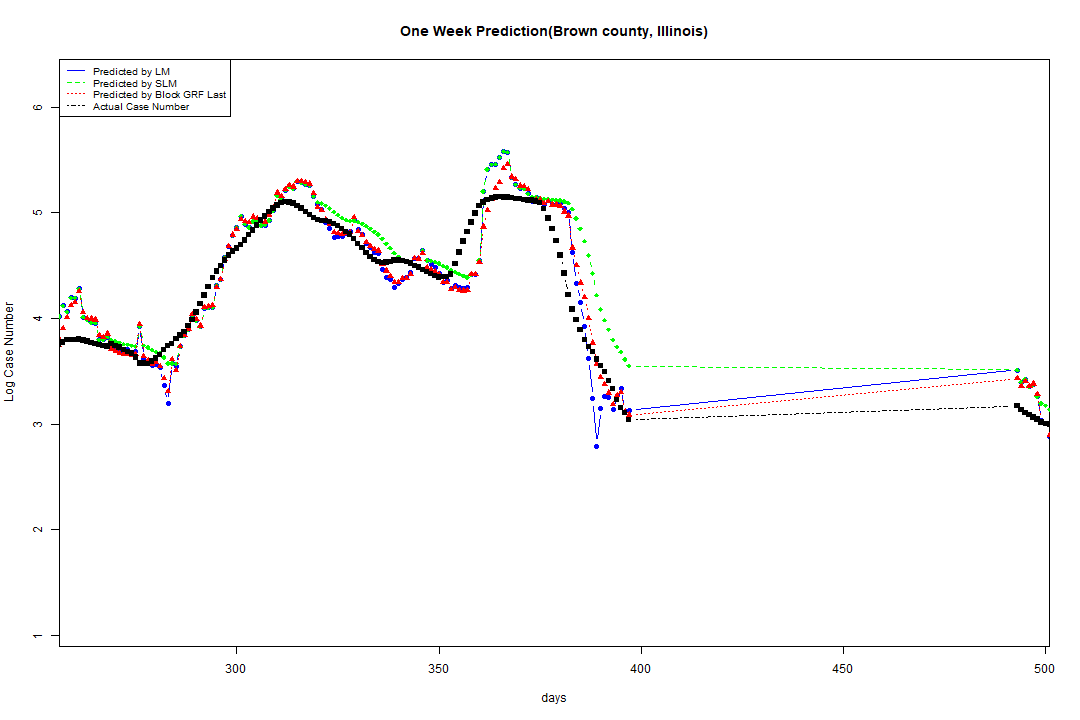 One Week Prediction(Brown county, Illinois)
Predicted by LM
Predicted by SLM
Predicted by Block GRF Last
Actual Case Number
6
5
4
3
2
1
Log Case Number
300 350 400 450 500
days